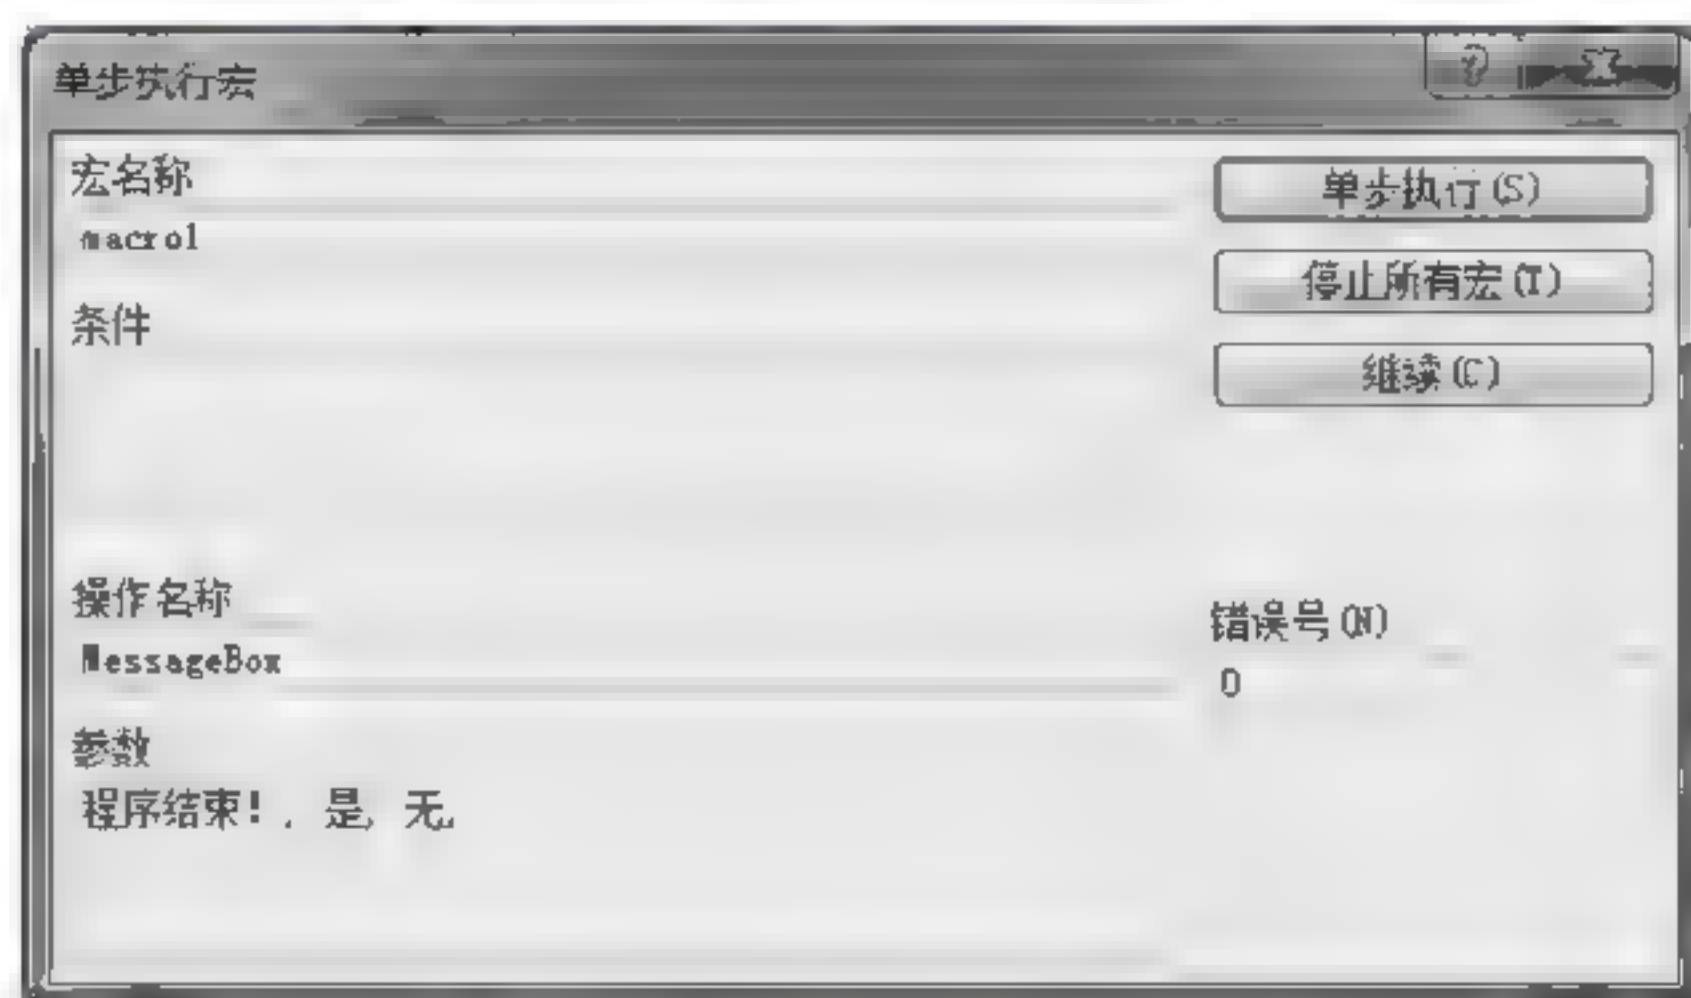 单步执行宏
宏名称
macro1
条件
操作名称
MessageBox
参数
程序结束!, 是, 无,
单步执行(S)
停止所有宏(T)
继续(C)
错误号(N)
0